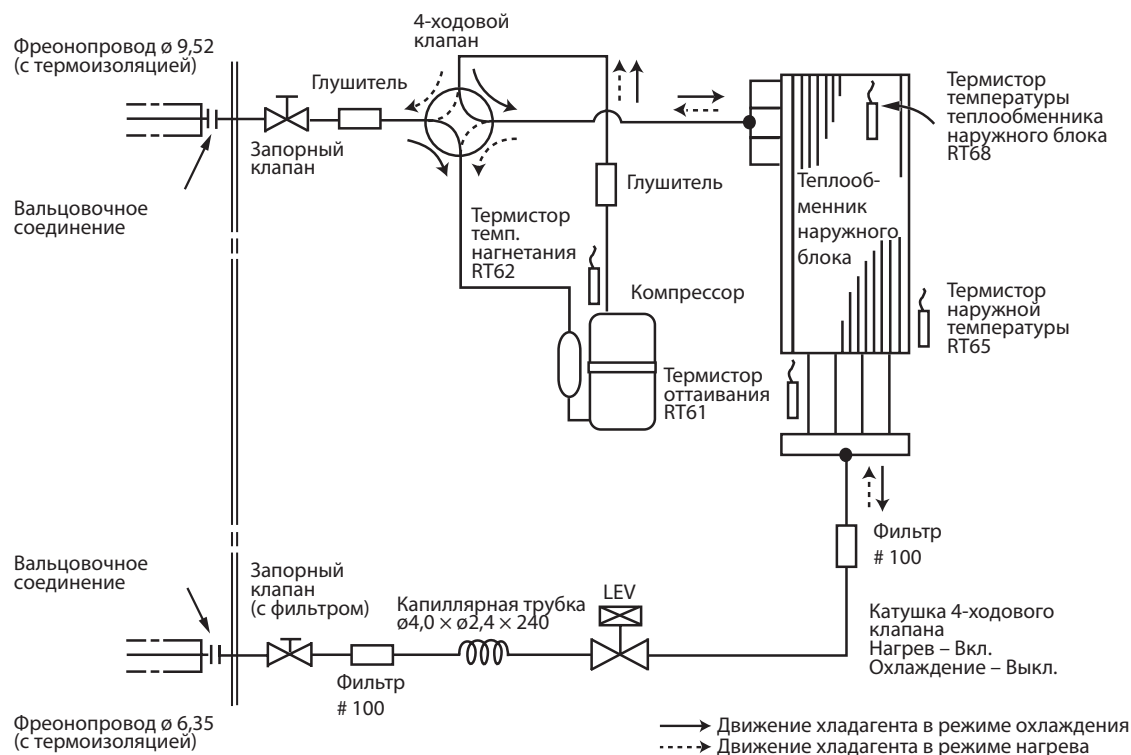 4-ходовой
клапан
Фреонопровод ø 9,52
(с термоизоляцией)
Глушитель
Термистор
температуры
теплообменника
наружного блока
RT68
Запорный
клапан
Вальцовочное
соединение
Глушитель
Теплооб-
менник
наружного
блока
Термистор
темп.
нагнетания
RT62
Компрессор
Термистор
наружной
температуры
RT65
Термистор
оттаивания
RT61
Фильтр
# 100
Вальцовочное
соединение
Запорный
клапан
(с фильтром)
Капиллярная трубка
ø4,0 × ø2,4 × 240
LEV
Катушка 4-ходового
клапана
Нагрев – Вкл.
Охлаждение – Выкл.
Фильтр
# 100
Фреонопровод ø 6,35
(с термоизоляцией)
Движение хладагента в режиме охлаждения
Движение хладагента в режиме нагрева